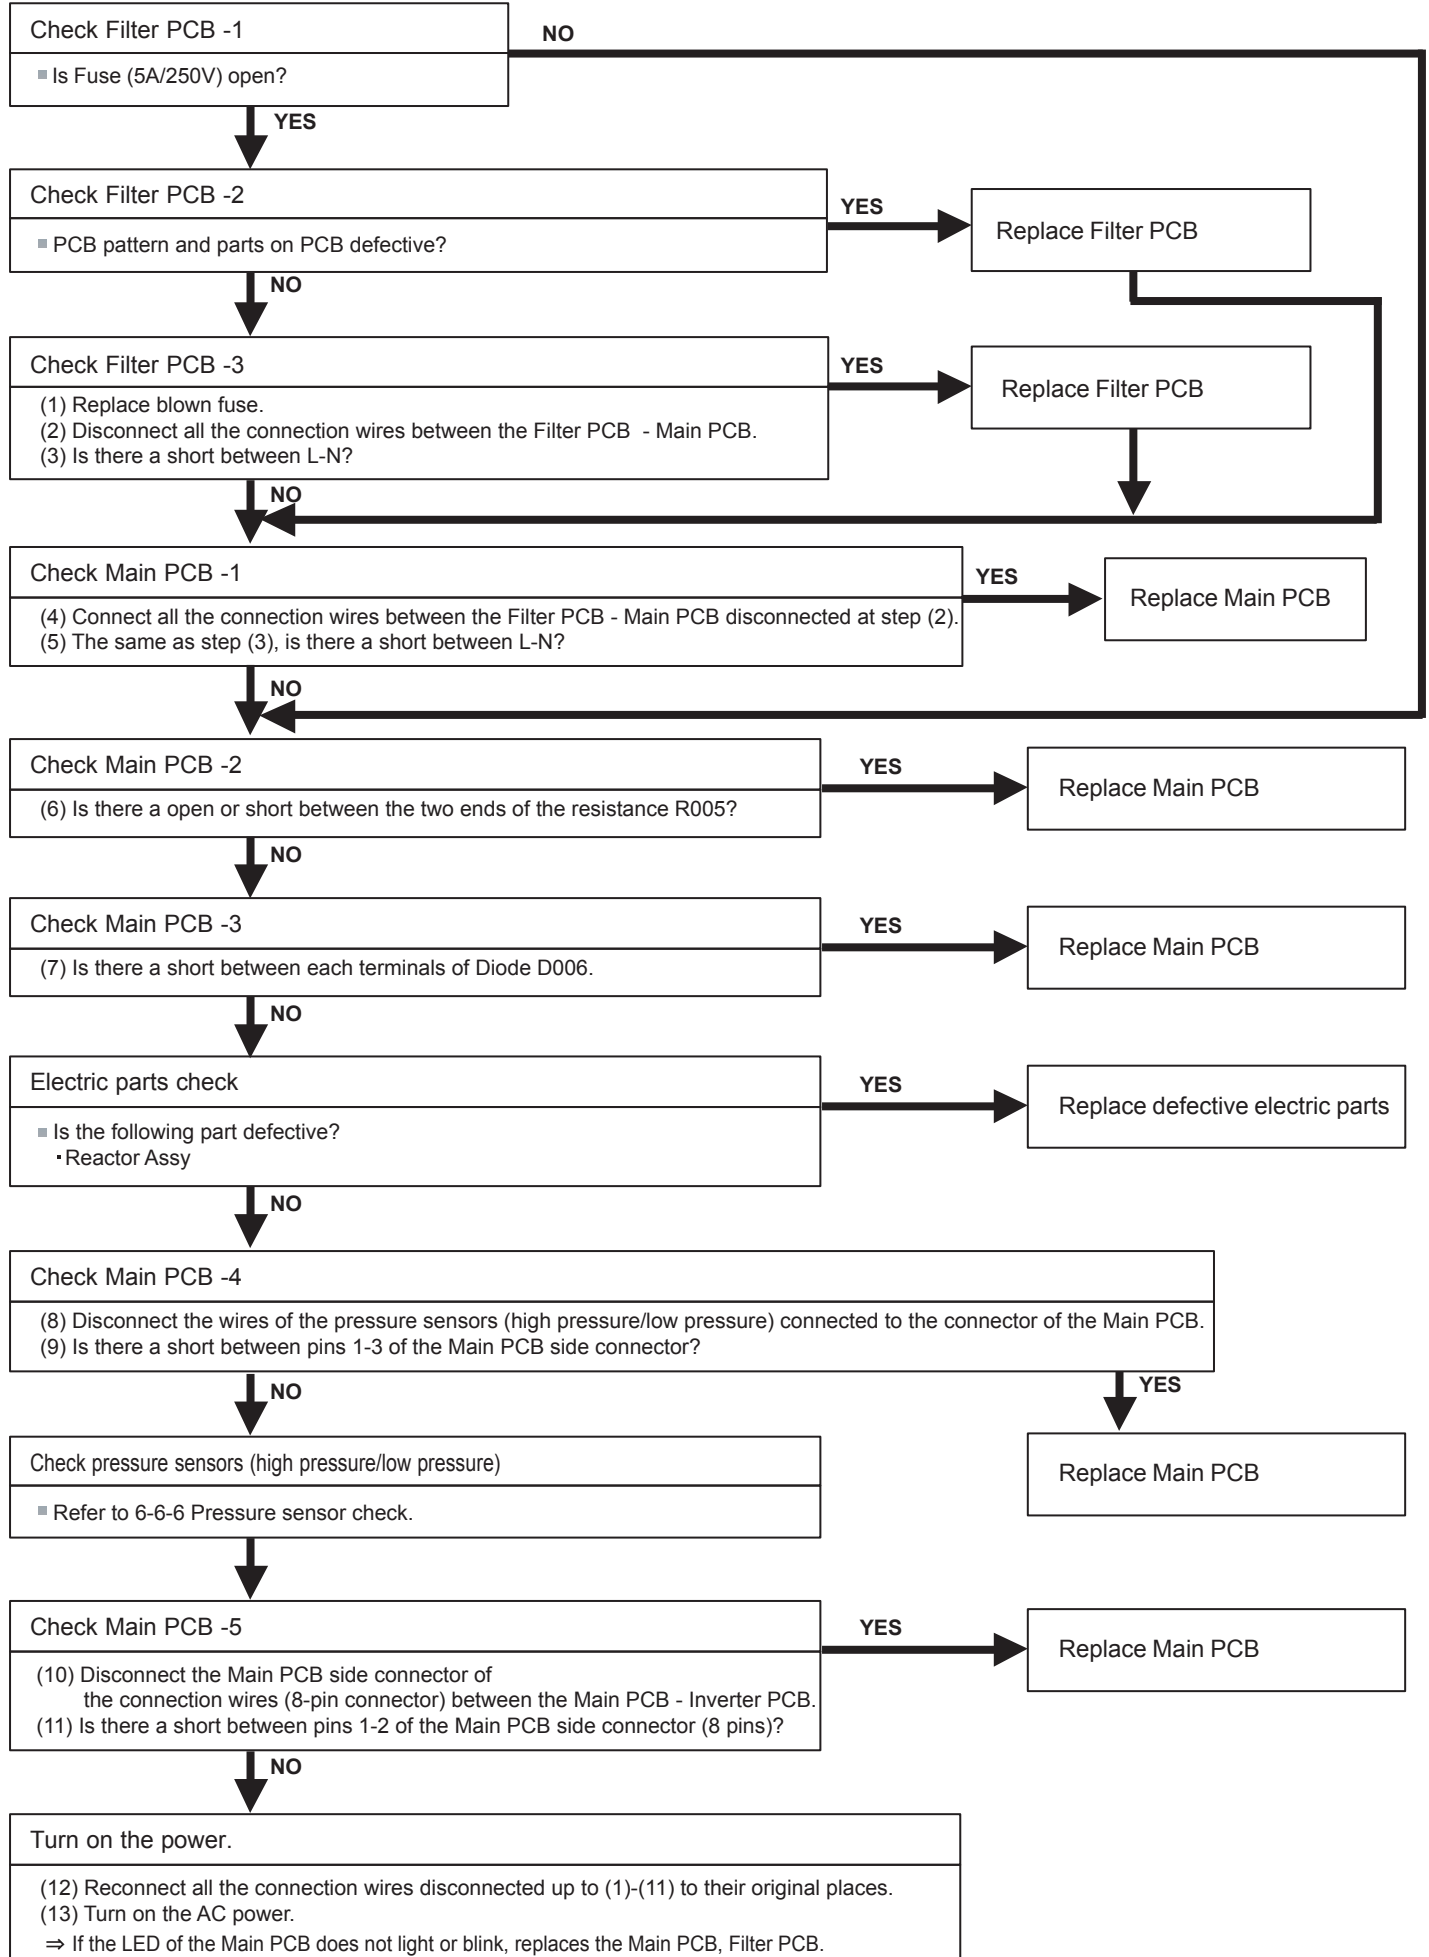 Check Filter PCB -1
NO
Is Fuse (5A/250V) open?
YES
Check Filter PCB -2
YES
Replace Filter PCB
PCB pattern and parts on PCB defective?
NO
Check Filter PCB -3
YES
Replace Filter PCB
(1) Replace blown fuse.
(2) Disconnect all the connection wires between the Filter PCB - Main PCB.
(3) Is there a short between L-N?
NO
Check Main PCB -1
YES
Replace Main PCB
(4) Connect all the connection wires between the Filter PCB - Main PCB disconnected at step (2).
(5) The same as step (3), is there a short between L-N?
NO
Check Main PCB -2
YES
Replace Main PCB
(6) Is there a open or short between the two ends of the resistance R005?
NO
Check Main PCB -3
YES
Replace Main PCB
(7) Is there a short between each terminals of Diode D006.
NO
Electric parts check
YES
Replace defective electric parts
Is the following part defective?
・Reactor Assy
NO
Check Main PCB -4
(8) Disconnect the wires of the pressure sensors (high pressure/low pressure) connected to the connector of the Main PCB.
(9) Is there a short between pins 1-3 of the Main PCB side connector?
NO
YES
Check pressure sensors (high pressure/low pressure)
Replace Main PCB
Refer to 6-6-6 Pressure sensor check.
Check Main PCB -5
YES
Replace Main PCB
(10) Disconnect the Main PCB side connector of
the connection wires (8-pin connector) between the Main PCB - Inverter PCB.
(11) Is there a short between pins 1-2 of the Main PCB side connector (8 pins)?
NO
Turn on the power.
(12) Reconnect all the connection wires disconnected up to (1)-(11) to their original places.
(13) Turn on the AC power.
⇒ If the LED of the Main PCB does not light or blink, replaces the Main PCB, Filter PCB.